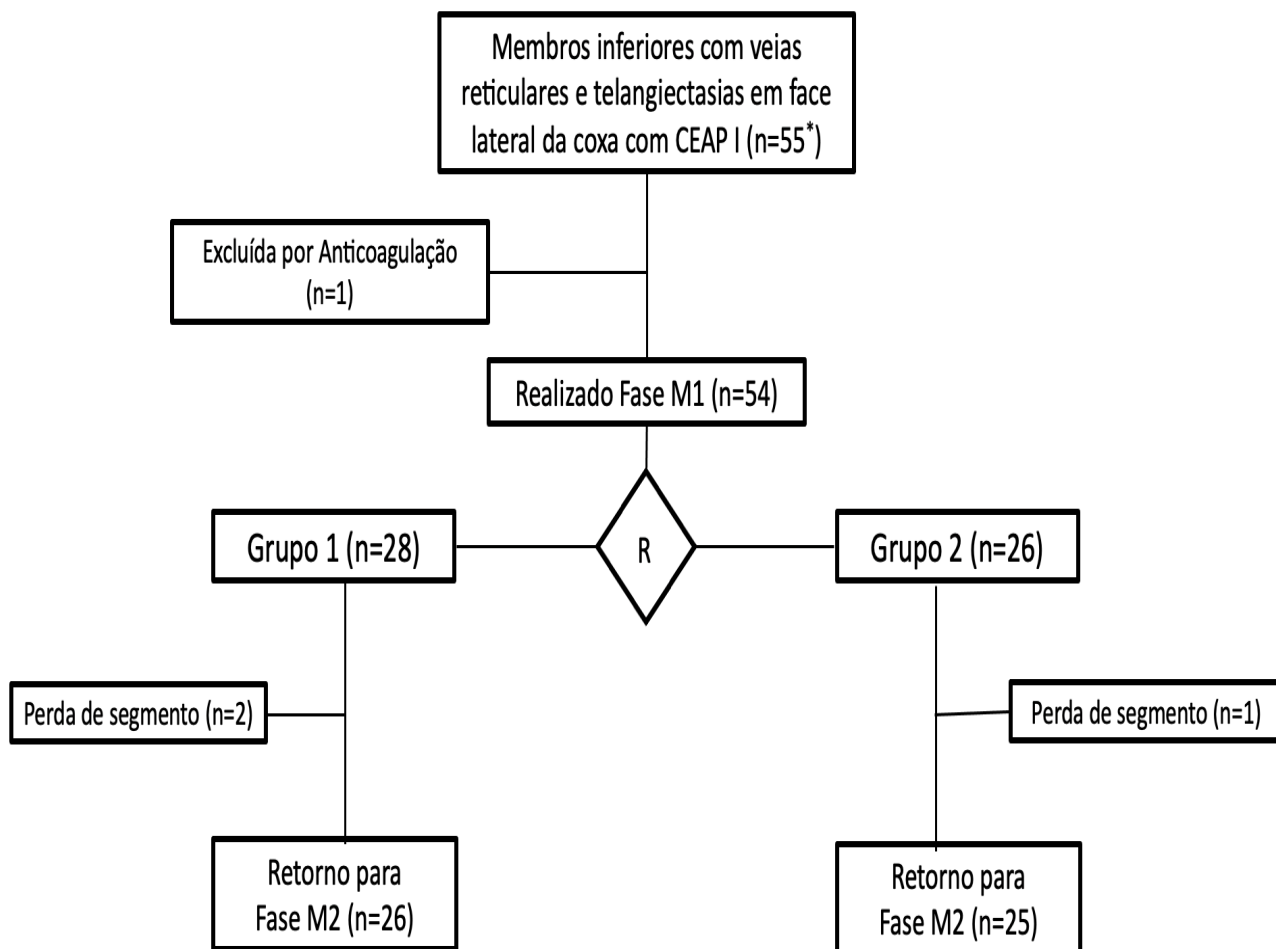 Membros inferiores com veias
reticulares e telangiectasias em face
lateral da coxa com CEAP I (n=55*)
Excluída por Anticoagulação
(n=1)
Realizado Fase M1 (n=54)
Grupo 1 (n=28)
R
Grupo 2 (n=26)
Perda de segmento (n=2)
Perda de segmento (n=1)
Retorno para
Fase M2 (n=26)
Retorno para
Fase M2 (n=25)